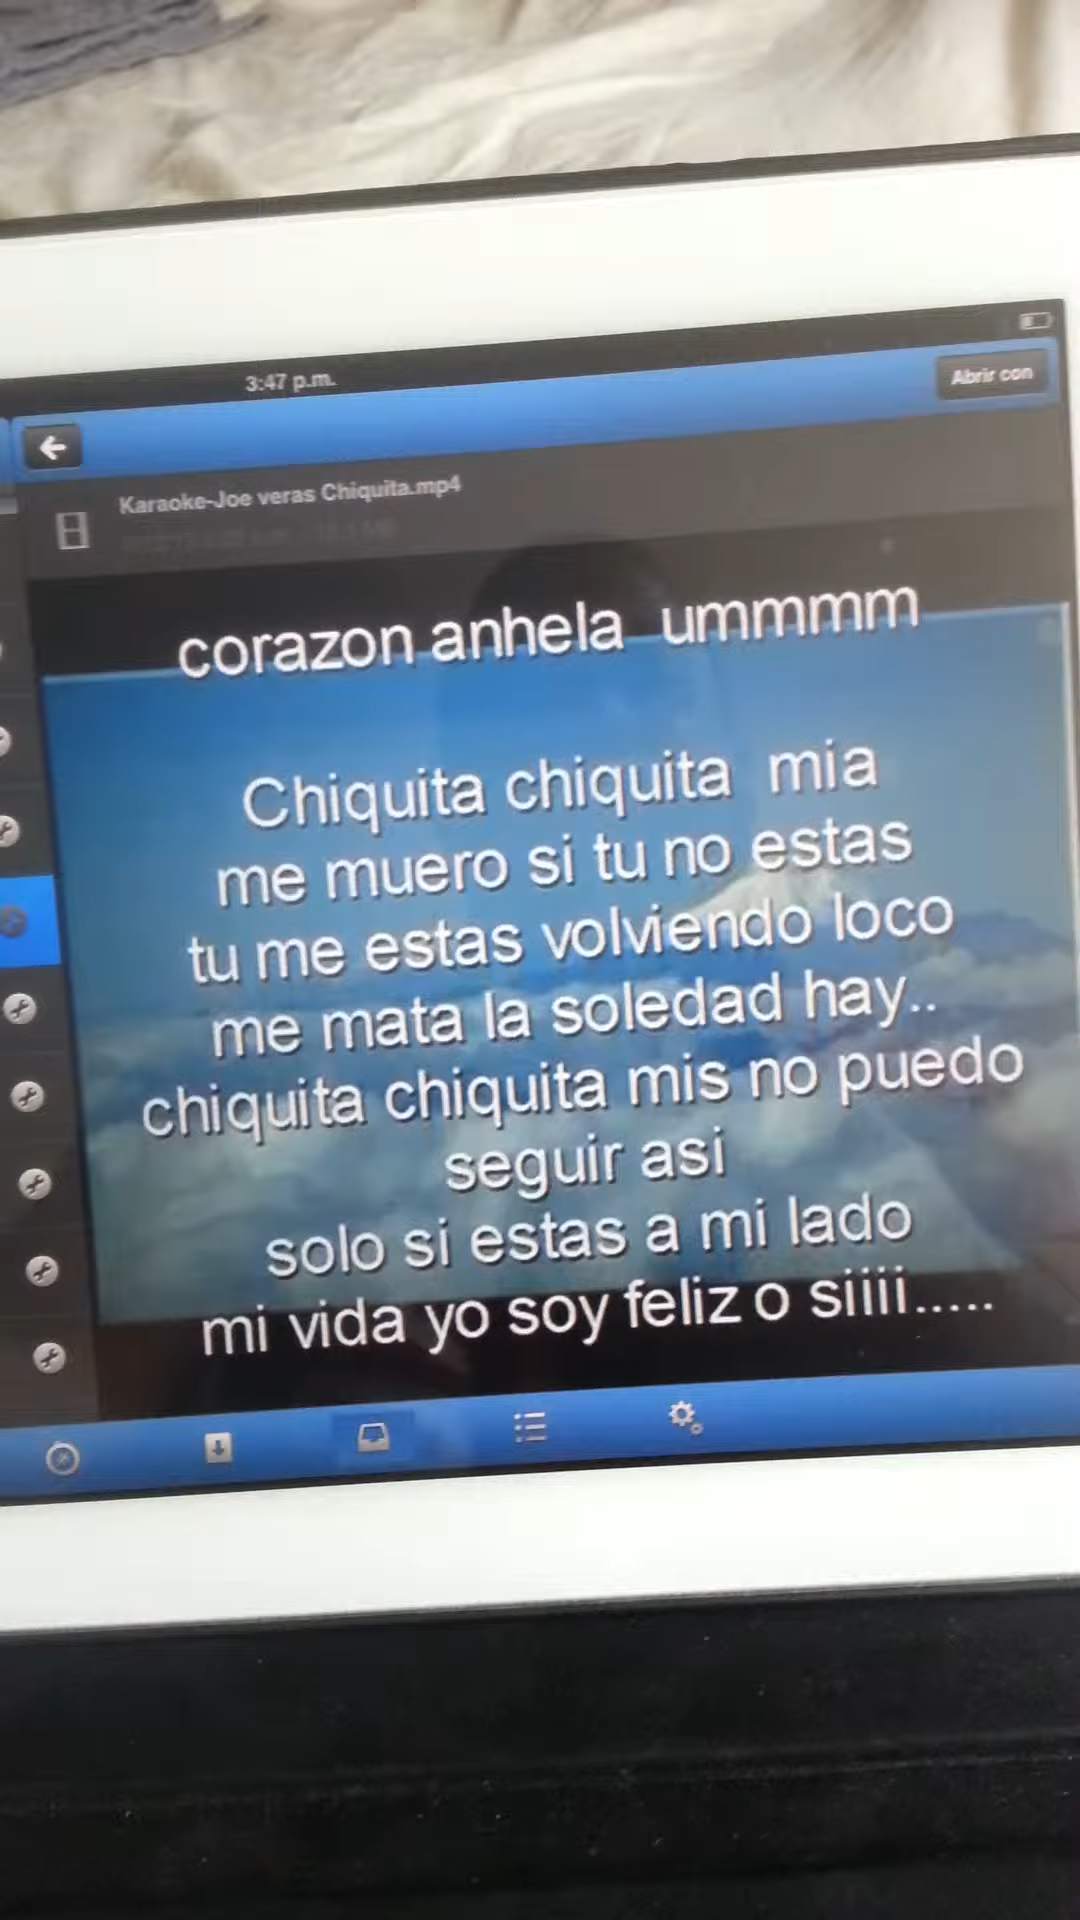 3:47 p.m.
Abrir con
Karaoke-Joe veras Chiquita.mp4
corazon anhela ummmm
Chiquita chiquita mia
me muero si tu no estas
tu me estas volviendo loco
me mata la soledad hay..
chiquita chiquita mis no puedo
seguir asi
solo si estas a mi lado
mi vida yo soy feliz o siiii.....